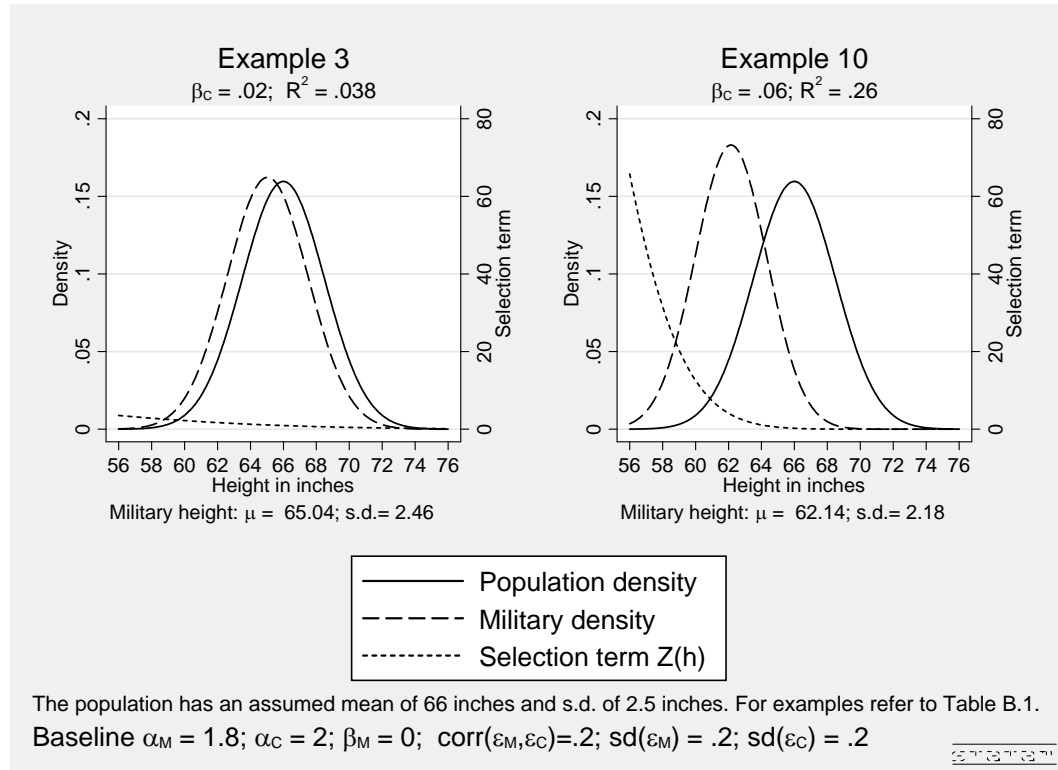 Example 3
βC = .02; R2 = .038
Density
0 .05 .1 .15 .2
Selection term
0 20 40 60 80
56 58 60 62 64 66 68 70 72 74 76
Height in inches
Military height: μ = 65.04; s.d.= 2.46
Example 10
βC = .06; R2 = .26
Density
0 .05 .1 .15 .2
Selection term
0 20 40 60 80
56 58 60 62 64 66 68 70 72 74 76
Height in inches
Military height: μ = 62.14; s.d.= 2.18
Population density
Military density
Selection term Z(h)
The population has an assumed mean of 66 inches and s.d. of 2.5 inches. For examples refer to Table B.1.
Baseline αM = 1.8; αC = 2; βM = 0; corr(εM,εC)=.2; sd(εM) = .2; sd(εC) = .2